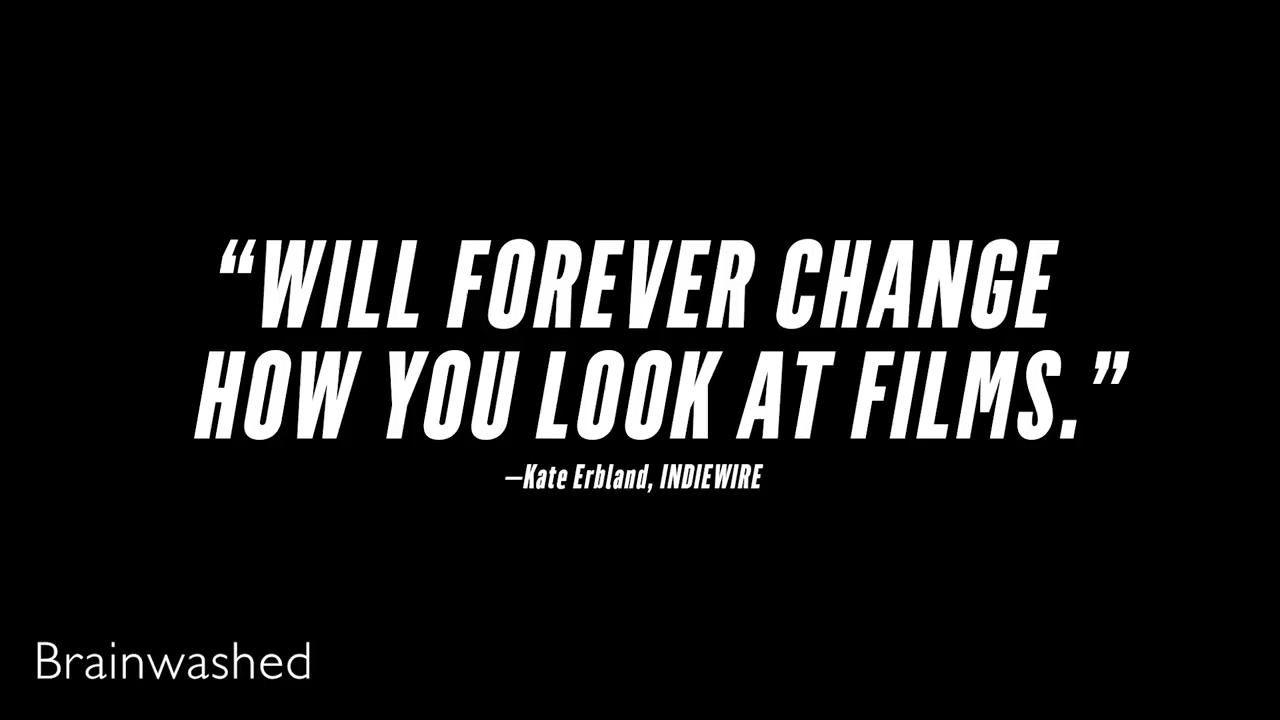 “WILL FOREVER CHANGE
HOW YOU LOOK AT FILMS.”
—Kate Erbland, INDIEWIRE
Brainwashed